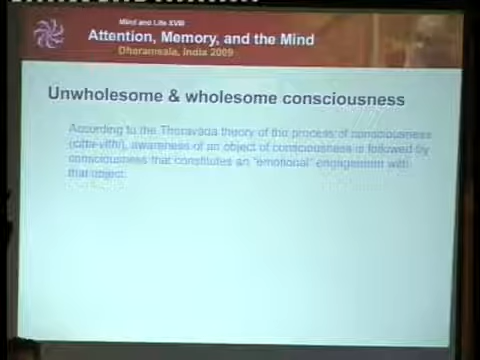 Mind and Life XVIII
Attention, Memory, and the Mind
Dharamsala, India 2009
Unwholesome & wholesome consciousness
According to the Theravāda theory of the process of consciousness
(citta-vīthi), awareness of an object of consciousness is followed by
consciousness that constitutes an "emotional" engagement with
that object.